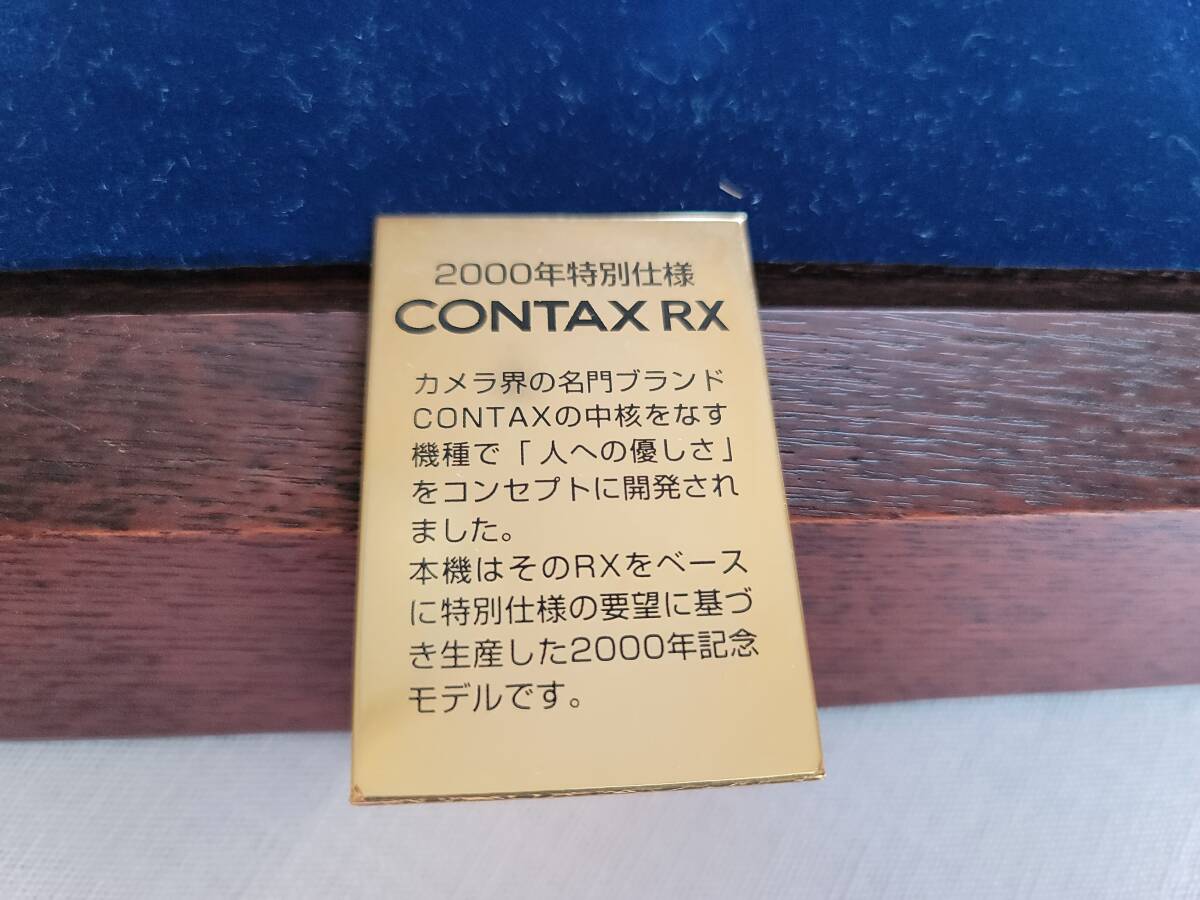 2000年特別仕様
CONTAX RX
カメラ界の名門ブランド
CONTAXの中核をなす
機種で「人への優しさ」
をコンセプトに開発され
ました。
本機はそのRXをベース
に特別仕様の要望に基づ
き生産した2000年記念
モデルです。